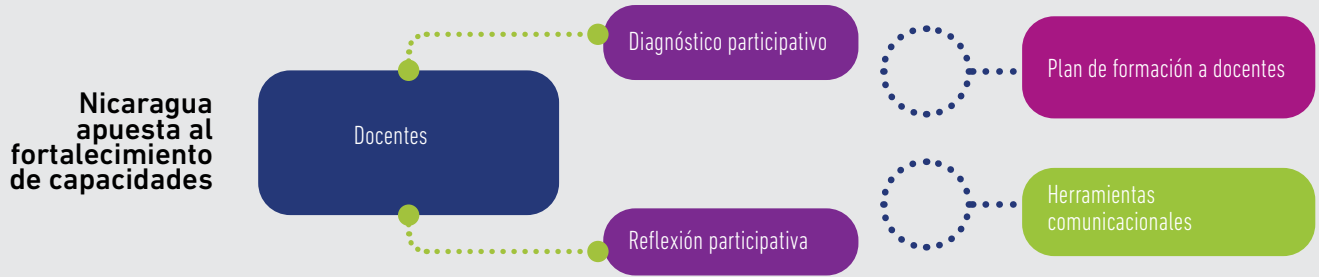 Nicaragua
apuesta al
fortalecimiento
de capacidades
Docentes
Diagnóstico participativo
Reflexión participativa
Plan de formación a docentes
Herramientas
comunicacionales